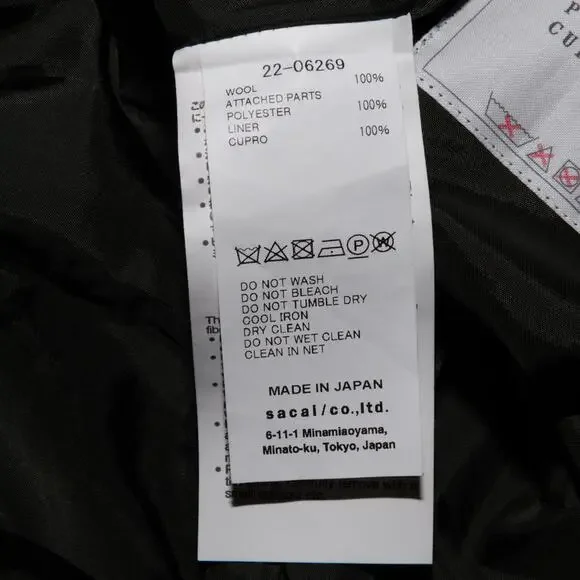 22-06269
WOOL 100%
ATTACHED PARTS
POLYESTER 100%
LINER
CUPRO 100%
DO NOT WASH
DO NOT BLEACH
DO NOT TUMBLE DRY
COOL IRON
DRY CLEAN
DO NOT WET CLEAN
CLEAN IN NET
MADE IN JAPAN
sacai/co.,ltd.
6-11-1 Minamiaoyama,
Minato-ku, Tokyo, Japan
P
CU